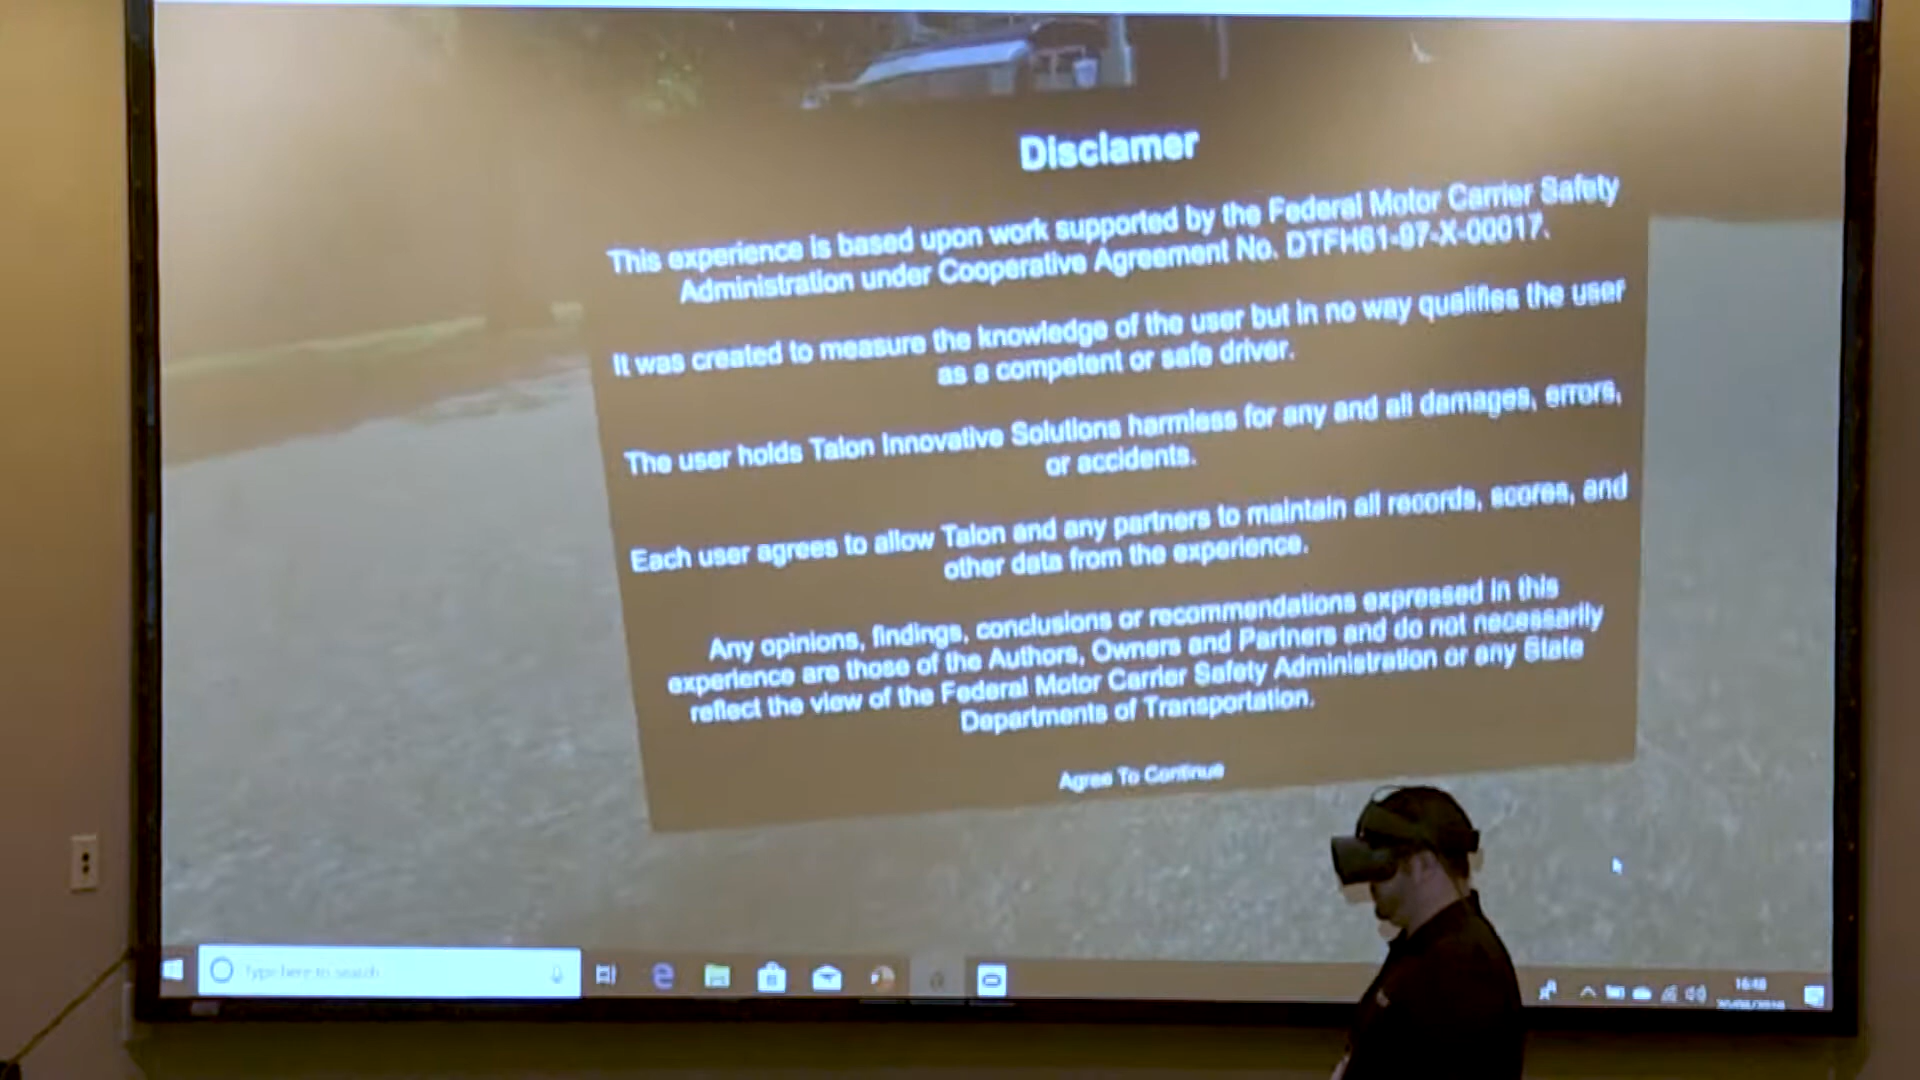 Disclamer
This experience is based upon work supported by the Federal Motor Carrier Safety
Administration under Cooperative Agreement No. DTFH61-97-X-00017.
It was created to measure the knowledge of the user but in no way qualifies the user
as a competent or safe driver.
The user holds Talon Innovative Solutions harmless for any and all damages, errors,
or accidents.
Each user agrees to allow Talon and any partners to maintain all records, scores, and
other data from the experience.
Any opinions, findings, conclusions or recommendations expressed in this
experience are those of the Authors, Owners and Partners and do not necessarily
reflect the view of the Federal Motor Carrier Safety Administration or any State
Departments of Transportation.
Agree To Continue
Type here to search
16:48